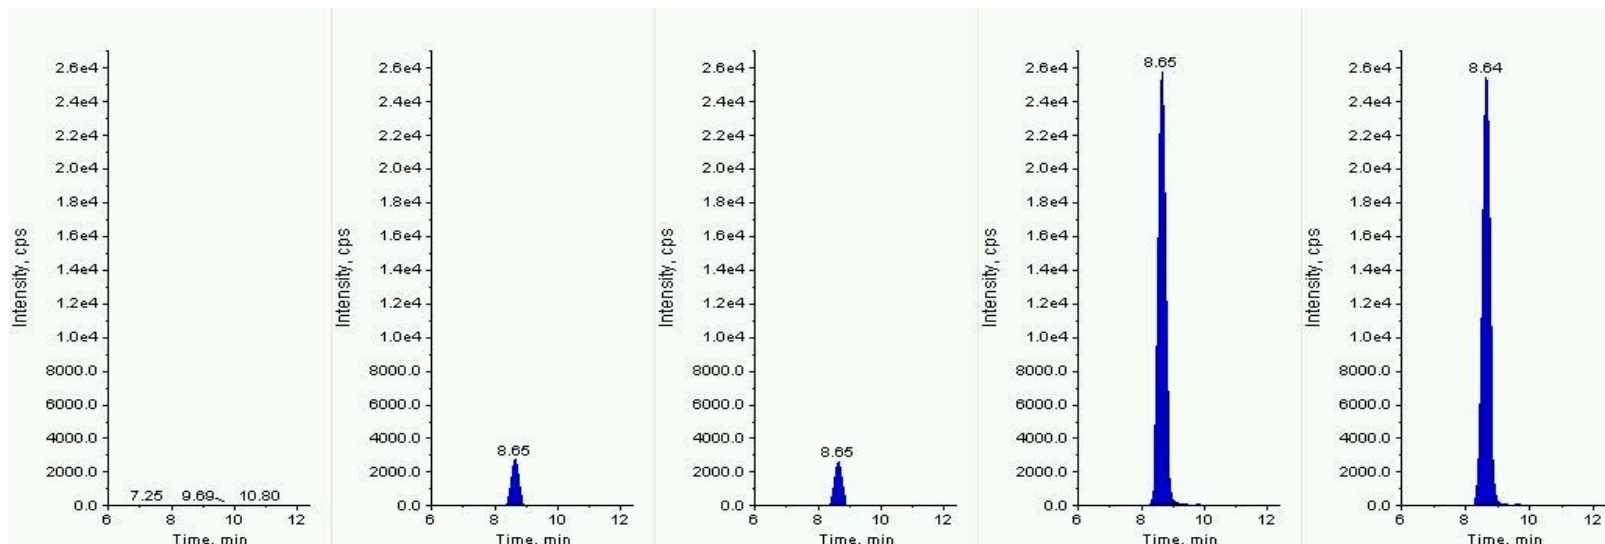 2.6e4
2.4e4
2.2e4
2.0e4
1.8e4
1.6e4
1.4e4
1.2e4
1.0e4
8000.0
6000.0
4000.0
2000.0
0.0
Intensity, cps
7.25 9.69 10.80
6 8 10 12
Time, min
2.6e4
2.4e4
2.2e4
2.0e4
1.8e4
1.6e4
1.4e4
1.2e4
1.0e4
8000.0
6000.0
4000.0
2000.0
0.0
Intensity, cps
8.65
6 8 10 12
Time, min
2.6e4
2.4e4
2.2e4
2.0e4
1.8e4
1.6e4
1.4e4
1.2e4
1.0e4
8000.0
6000.0
4000.0
2000.0
0.0
Intensity, cps
8.65
6 8 10 12
Time, min
8.65
2.6e4
2.4e4
2.2e4
2.0e4
1.8e4
1.6e4
1.4e4
1.2e4
1.0e4
8000.0
6000.0
4000.0
2000.0
0.0
Intensity, cps
6 8 10 12
Time, min
8.64
2.6e4
2.4e4
2.2e4
2.0e4
1.8e4
1.6e4
1.4e4
1.2e4
1.0e4
8000.0
6000.0
4000.0
2000.0
0.0
Intensity, cps
6 8 10 12
Time, min